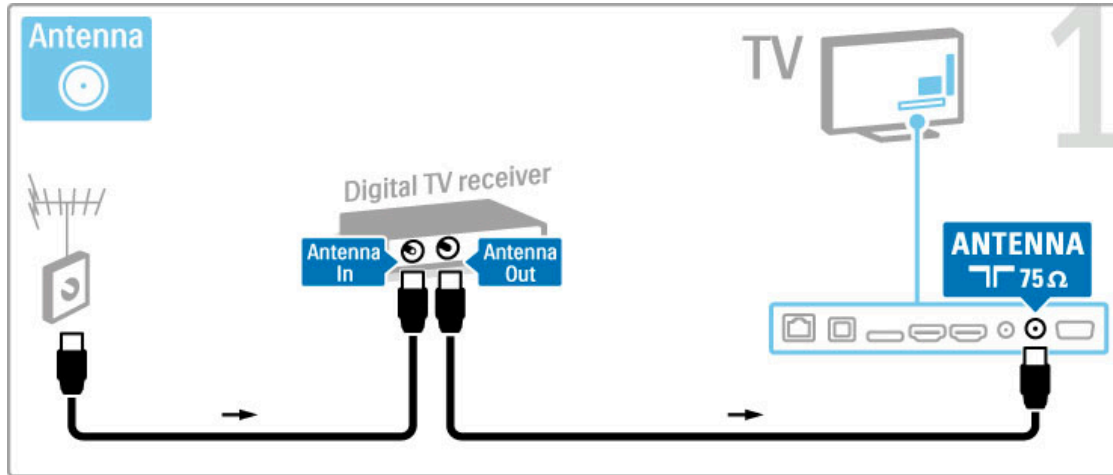 Antenna
TV
1
Digital TV receiver
Antenna
In
Antenna
Out
ANTENNA
75 Ω